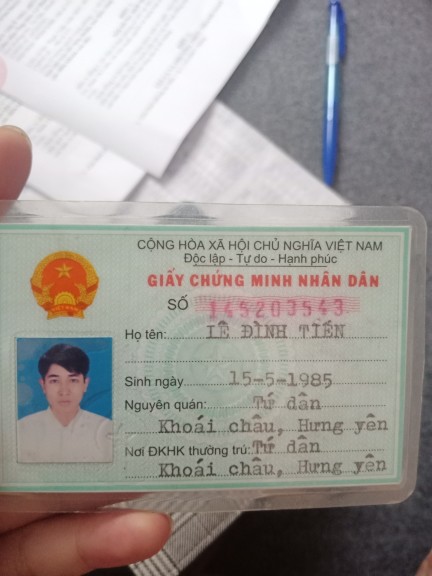 CỘNG HÒA XÃ HỘI CHỦ NGHĨA VIỆT NAM
Độc lập - Tự do - Hạnh phúc
GIẤY CHỨNG MINH NHÂN DÂN
SỐ 145203543
Họ tên: LÊ ĐÌNH TIẾN
Sinh ngày 15-5-1985
Nguyên quán: Tứ dân
Khoái châu, Hưng yên
Nơi ĐKHK thường trú: Tứ dân
Khoái châu, Hưng yên